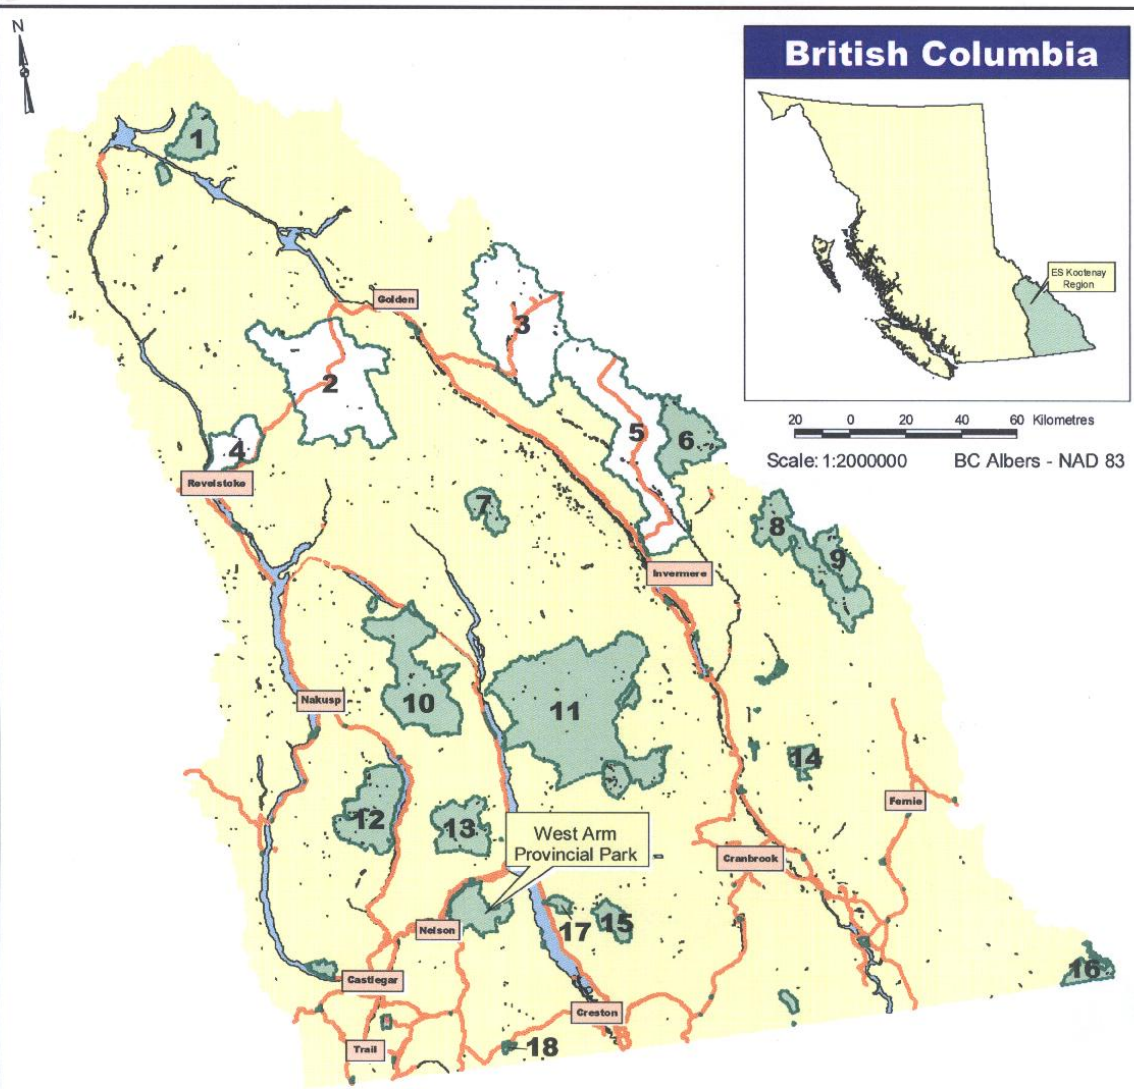 N
British Columbia
ES Kootenay
Region
20 0 20 40 60 Kilometres
Scale: 1:2000000 BC Albers - NAD 83
1
Golden
3
2
5
6
4
Revelstoke
7
8
9
Invermere
10
11
Nakusp
14
Fernie
12
13
West Arm
Provincial Park
Cranbrook
17
15
Nelson
16
Castlegar
Creston
18
Trail